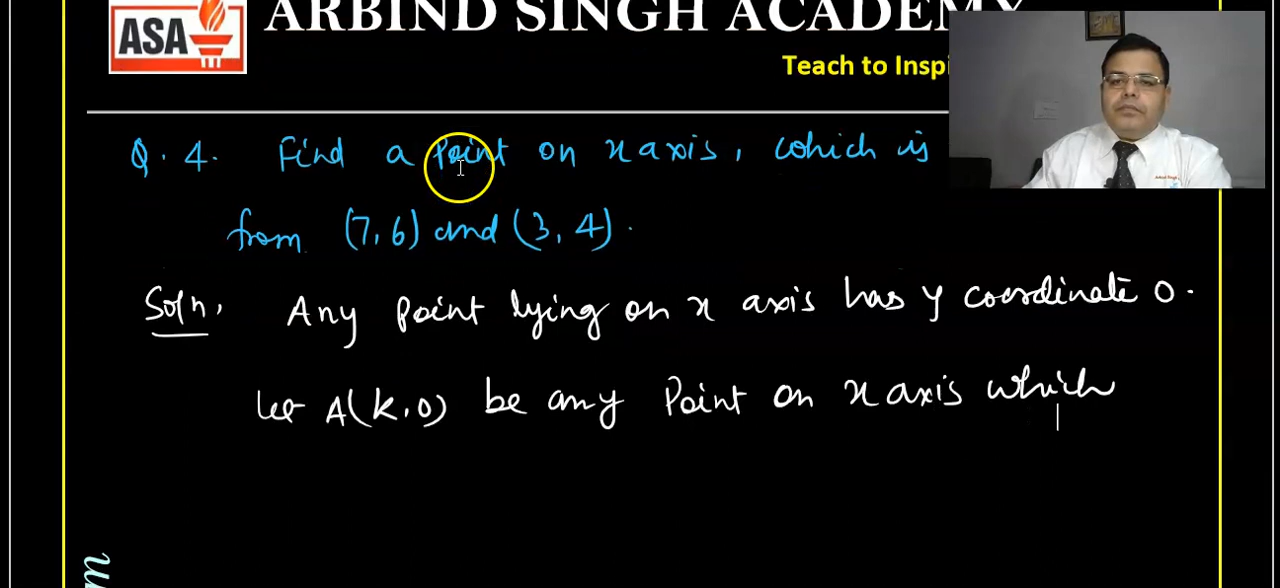 ARBIND SINGH ACADEMY
ASA
Teach to Inspi
Q. 4. Find a Point on x axis, which is
from (7, 6) and (3, 4).
Soln, Any Point lying on x axis has y coordinate 0.
Let A(K, 0) be any Point on x axis which
m